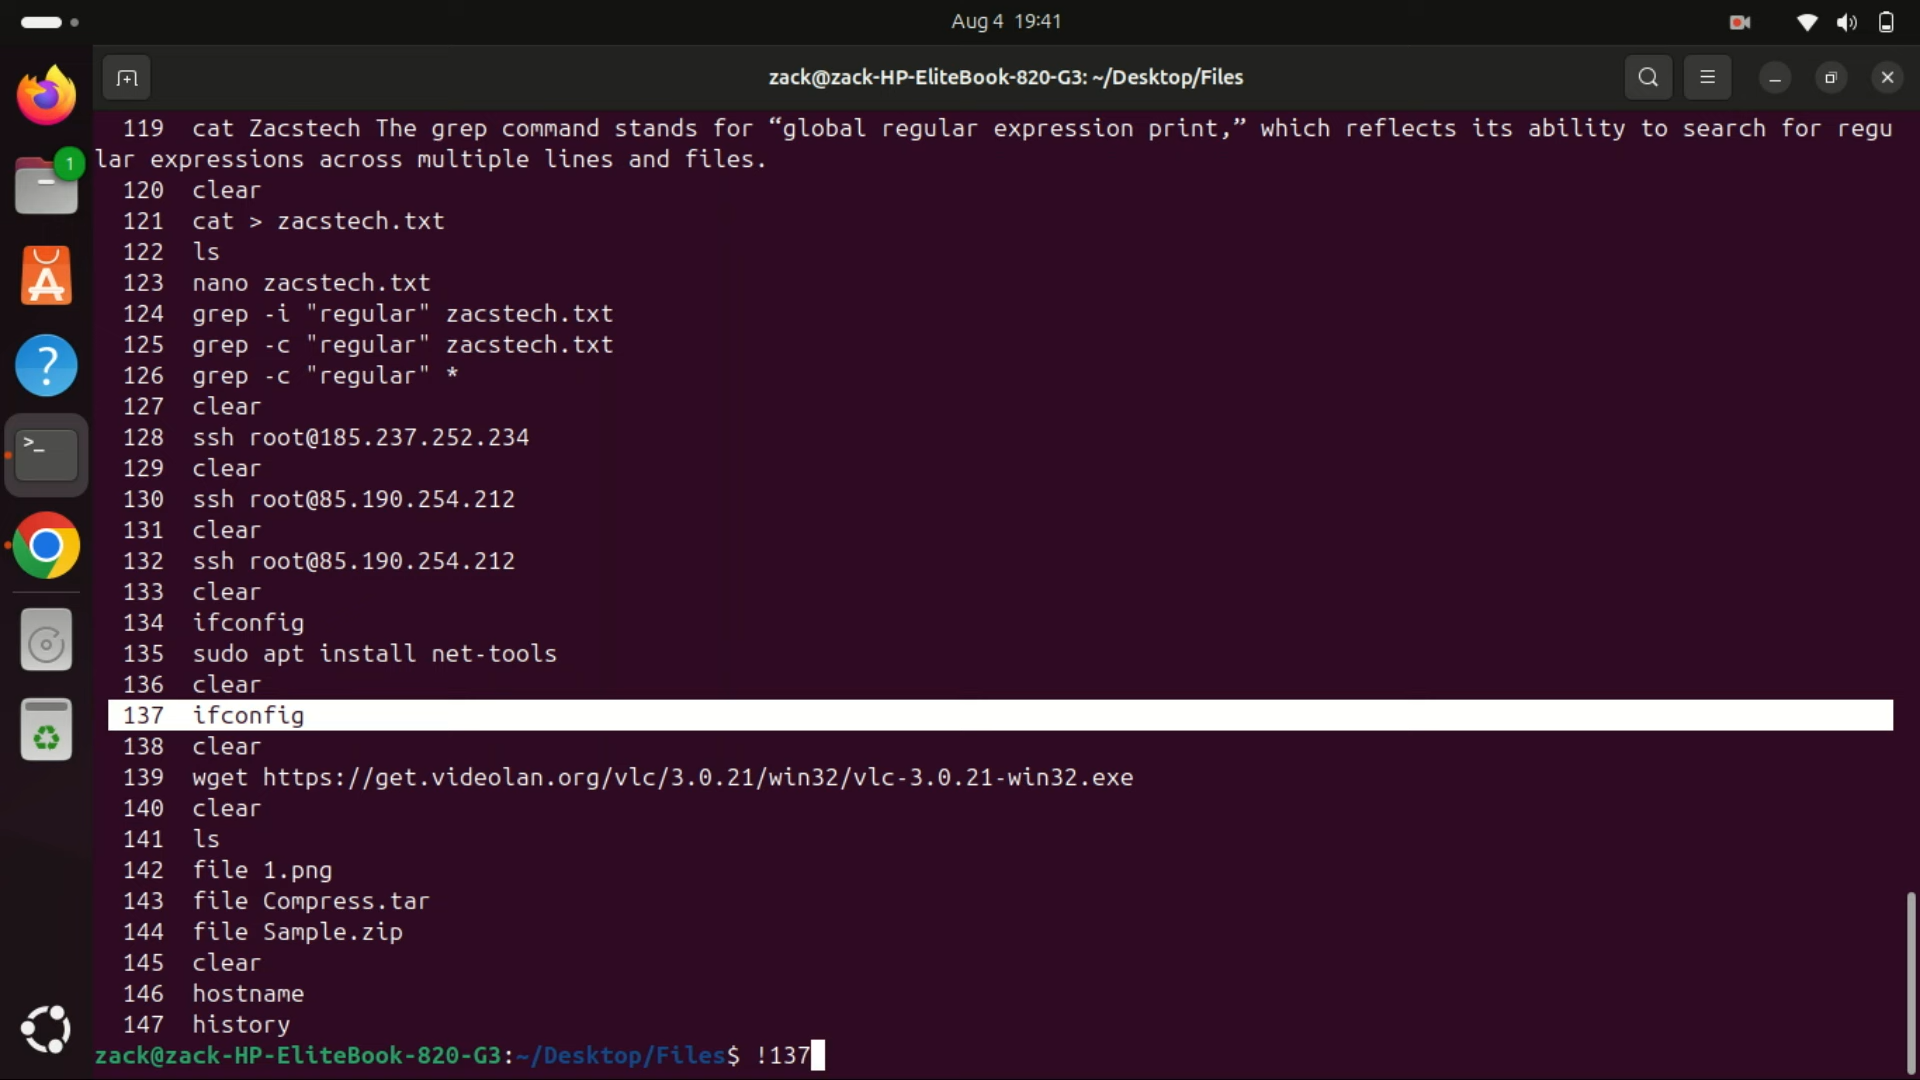 Aug 4 19:41
zack@zack-HP-EliteBook-820-G3: ~/Desktop/Files
1
119 cat Zacstech The grep command stands for “global regular expression print,” which reflects its ability to search for regu
lar expressions across multiple lines and files.
120 clear
121 cat > zacstech.txt
122 ls
123 nano zacstech.txt
124 grep -i "regular" zacstech.txt
125 grep -c "regular" zacstech.txt
126 grep -c "regular" *
127 clear
128 ssh root@185.237.252.234
129 clear
130 ssh root@85.190.254.212
131 clear
132 ssh root@85.190.254.212
133 clear
134 ifconfig
135 sudo apt install net-tools
136 clear
137 ifconfig
138 clear
139 wget https://get.videolan.org/vlc/3.0.21/win32/vlc-3.0.21-win32.exe
140 clear
141 ls
142 file 1.png
143 file Compress.tar
144 file Sample.zip
145 clear
146 hostname
147 history
zack@zack-HP-EliteBook-820-G3:~/Desktop/Files$ !137